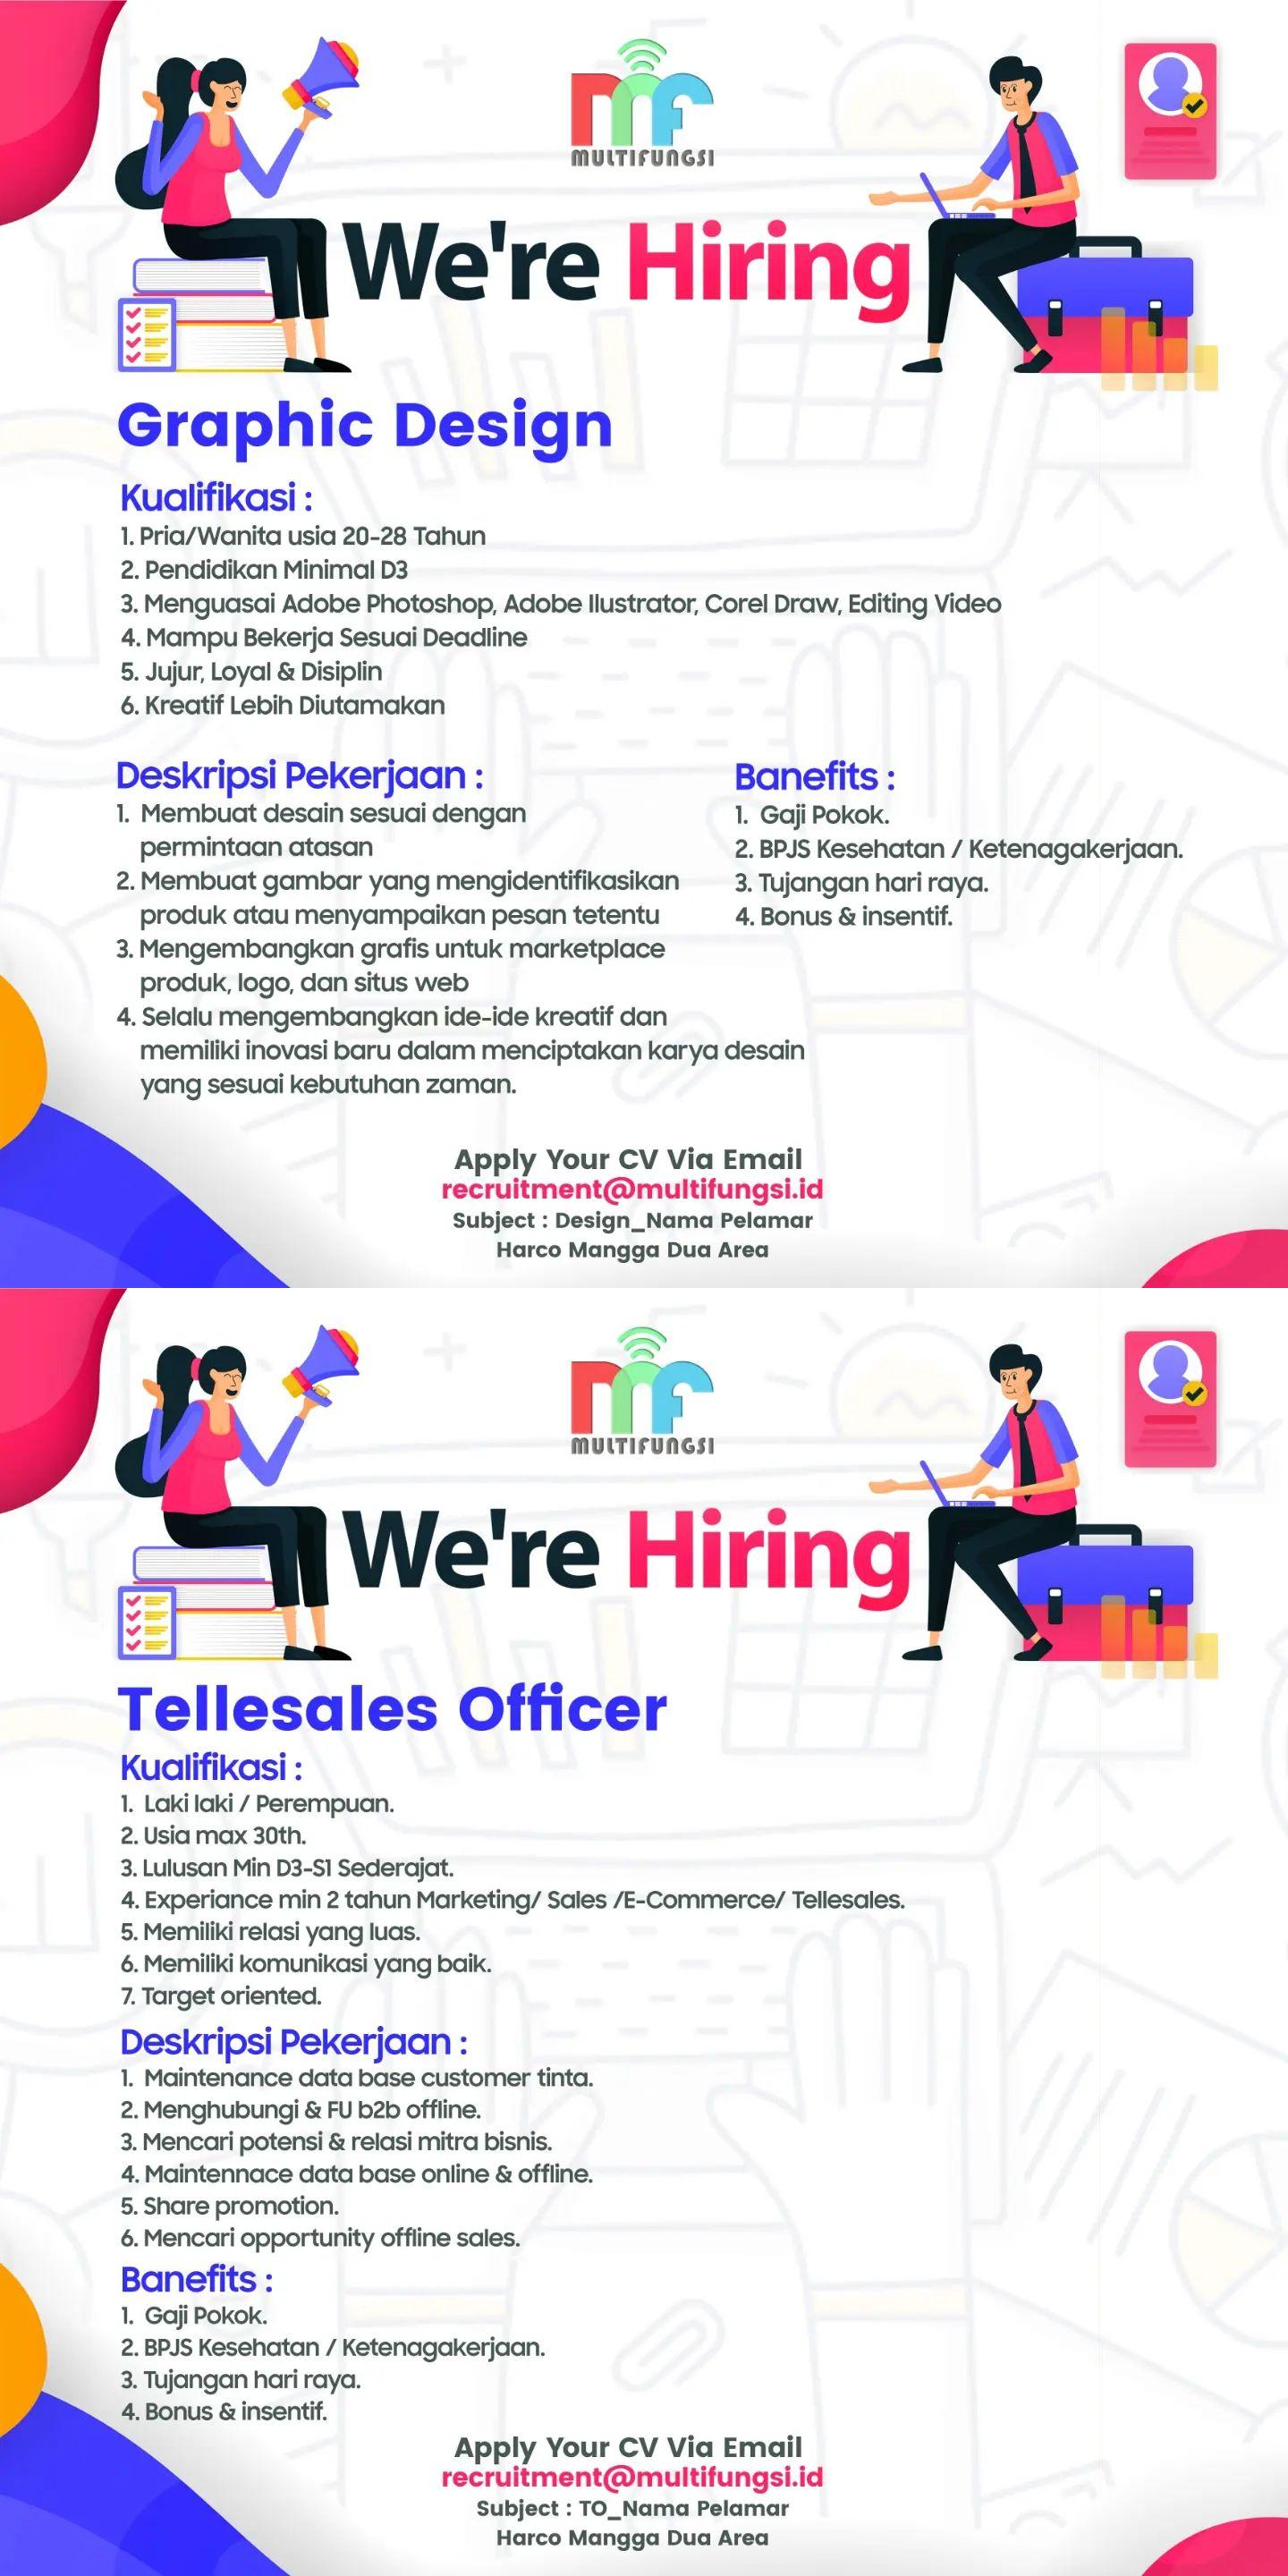 MULTIFUNGSI
We're Hiring
Graphic Design
Kualifikasi :
1. Pria/Wanita usia 20-28 Tahun
2. Pendidikan Minimal D3
3. Menguasai Adobe Photoshop, Adobe Ilustrator, Corel Draw, Editing Video
4. Mampu Bekerja Sesuai Deadline
5. Jujur, Loyal & Disiplin
6. Kreatif Lebih Diutamakan
Deskripsi Pekerjaan :
1. Membuat desain sesuai dengan
permintaan atasan
2. Membuat gambar yang mengidentifikasikan
produk atau menyampaikan pesan tetentu
3. Mengembangkan grafis untuk marketplace
produk, logo, dan situs web
4. Selalu mengembangkan ide-ide kreatif dan
memiliki inovasi baru dalam menciptakan karya desain
yang sesuai kebutuhan zaman.
Banefits :
1. Gaji Pokok.
2. BPJS Kesehatan / Ketenagakerjaan.
3. Tujangan hari raya.
4. Bonus & insentif.
Apply Your CV Via Email
recruitment@multifungsi.id
Subject : Design_Nama Pelamar
Harco Mangga Dua Area
MULTIFUNGSI
We're Hiring
Tellesales Officer
Kualifikasi :
1. Laki laki / Perempuan.
2. Usia max 30th.
3. Lulusan Min D3-S1 Sederajat.
4. Experiance min 2 tahun Marketing/ Sales /E-Commerce/ Tellesales.
5. Memiliki relasi yang luas.
6. Memiliki komunikasi yang baik.
7. Target oriented.
Deskripsi Pekerjaan :
1. Maintenance data base customer tinta.
2. Menghubungi & FU b2b offline.
3. Mencari potensi & relasi mitra bisnis.
4. Maintennace data base online & offline.
5. Share promotion.
6. Mencari opportunity offline sales.
Banefits :
1. Gaji Pokok.
2. BPJS Kesehatan / Ketenagakerjaan.
3. Tujangan hari raya.
4. Bonus & insentif.
Apply Your CV Via Email
recruitment@multifungsi.id
Subject : TO_Nama Pelamar
Harco Mangga Dua Area